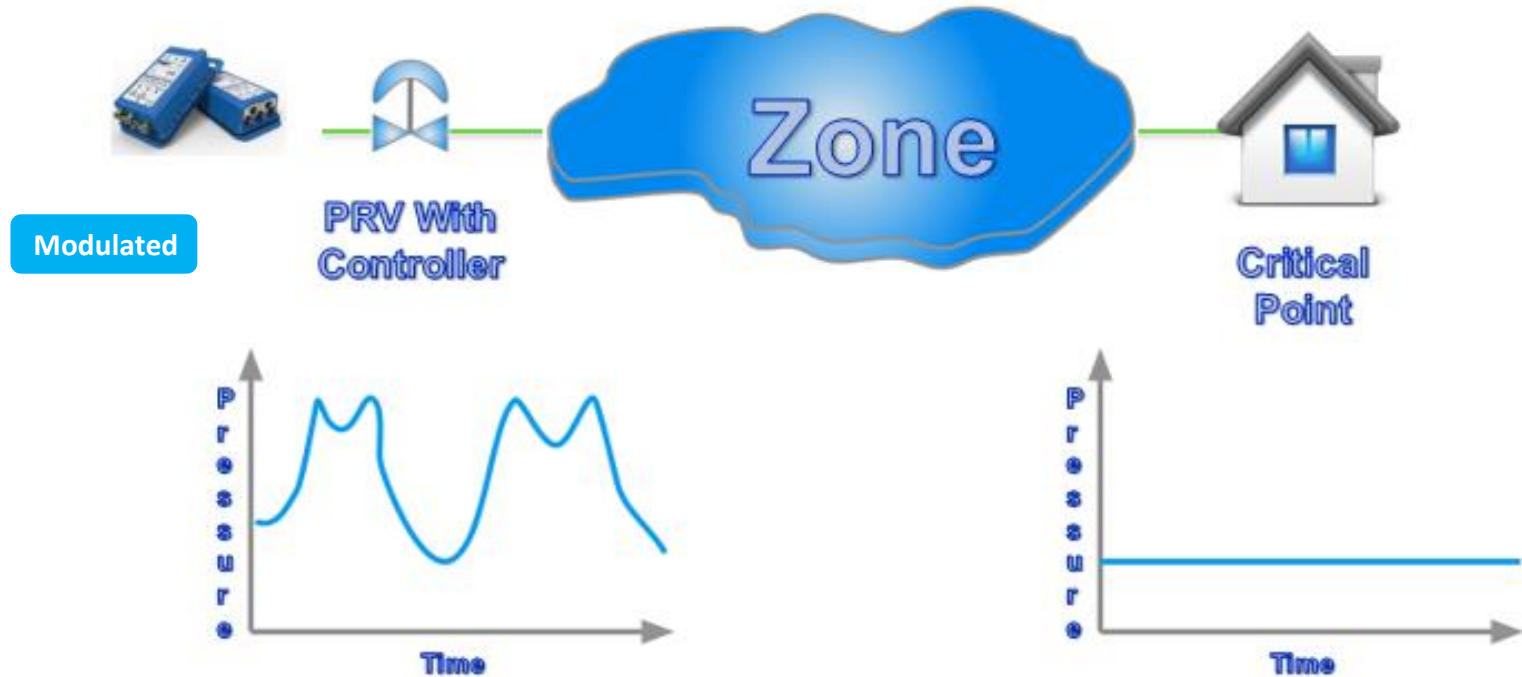 Zone
PRV With
Controller
Modulated
Critical
Point
Pressure
Time
Pressure
Time